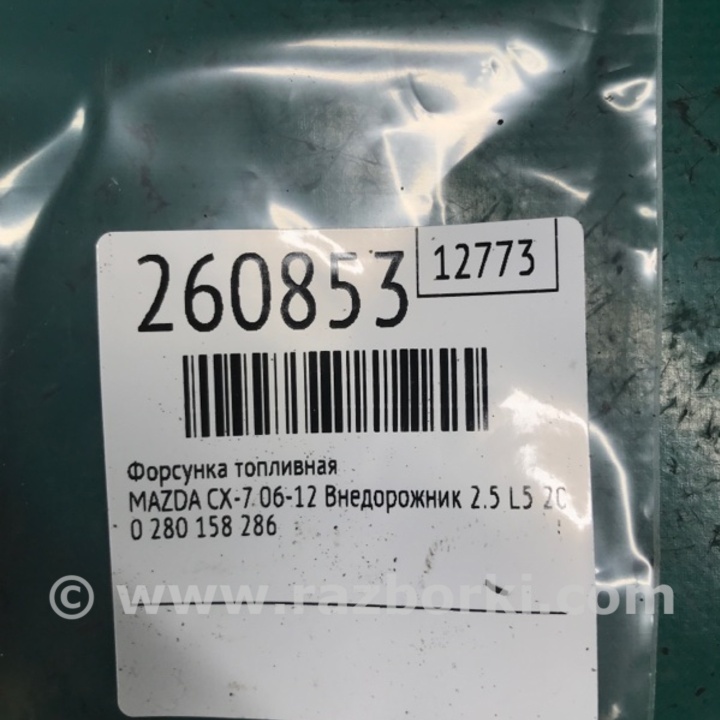 260853
12773
Форсунка топливная
MAZDA CX-7 06-12 Внедорожник 2.5 L5
0 280 158 286
© www.razborki.com